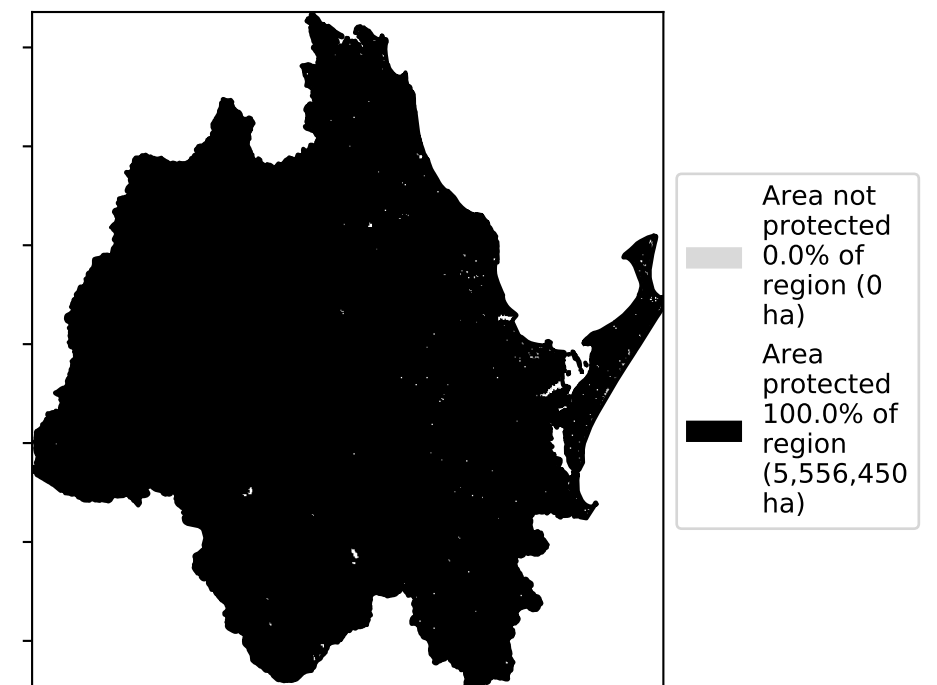 Area not
protected
0.0% of
region (0
ha)
Area
protected
100.0% of
region
(5,556,450
ha)